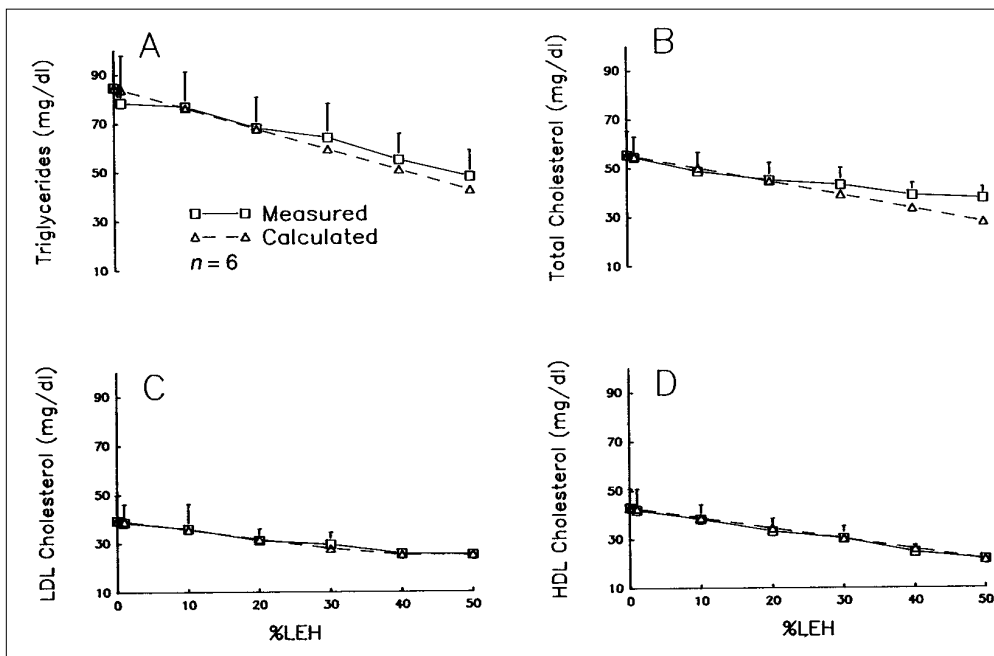 A
Triglycerides (mg/dl)
90
70
50
30
10
Measured
Calculated
n = 6
B
Total Cholesterol (mg/dl)
90
70
50
30
10
C
LDL Cholesterol (mg/dl)
90
70
50
30
10
0 10 20 30 40 50
%LEH
D
HDL Cholesterol (mg/dl)
90
70
50
30
10
0 10 20 30 40 50
%LEH